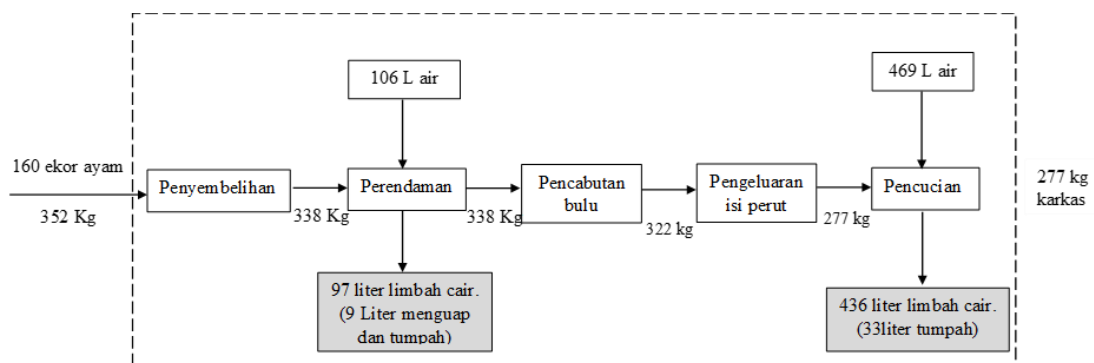 106 L air
469 L air
160 ekor ayam
352 Kg
Penyembelihan
338 Kg
Perendaman
338 Kg
Pencabutan
bulu
322 kg
Pengeluaran
isi perut
277 kg
Pencucian
277 kg
karkas
97 liter limbah cair.
(9 Liter menguap
dan tumpah)
436 liter limbah cair.
(33liter tumpah)